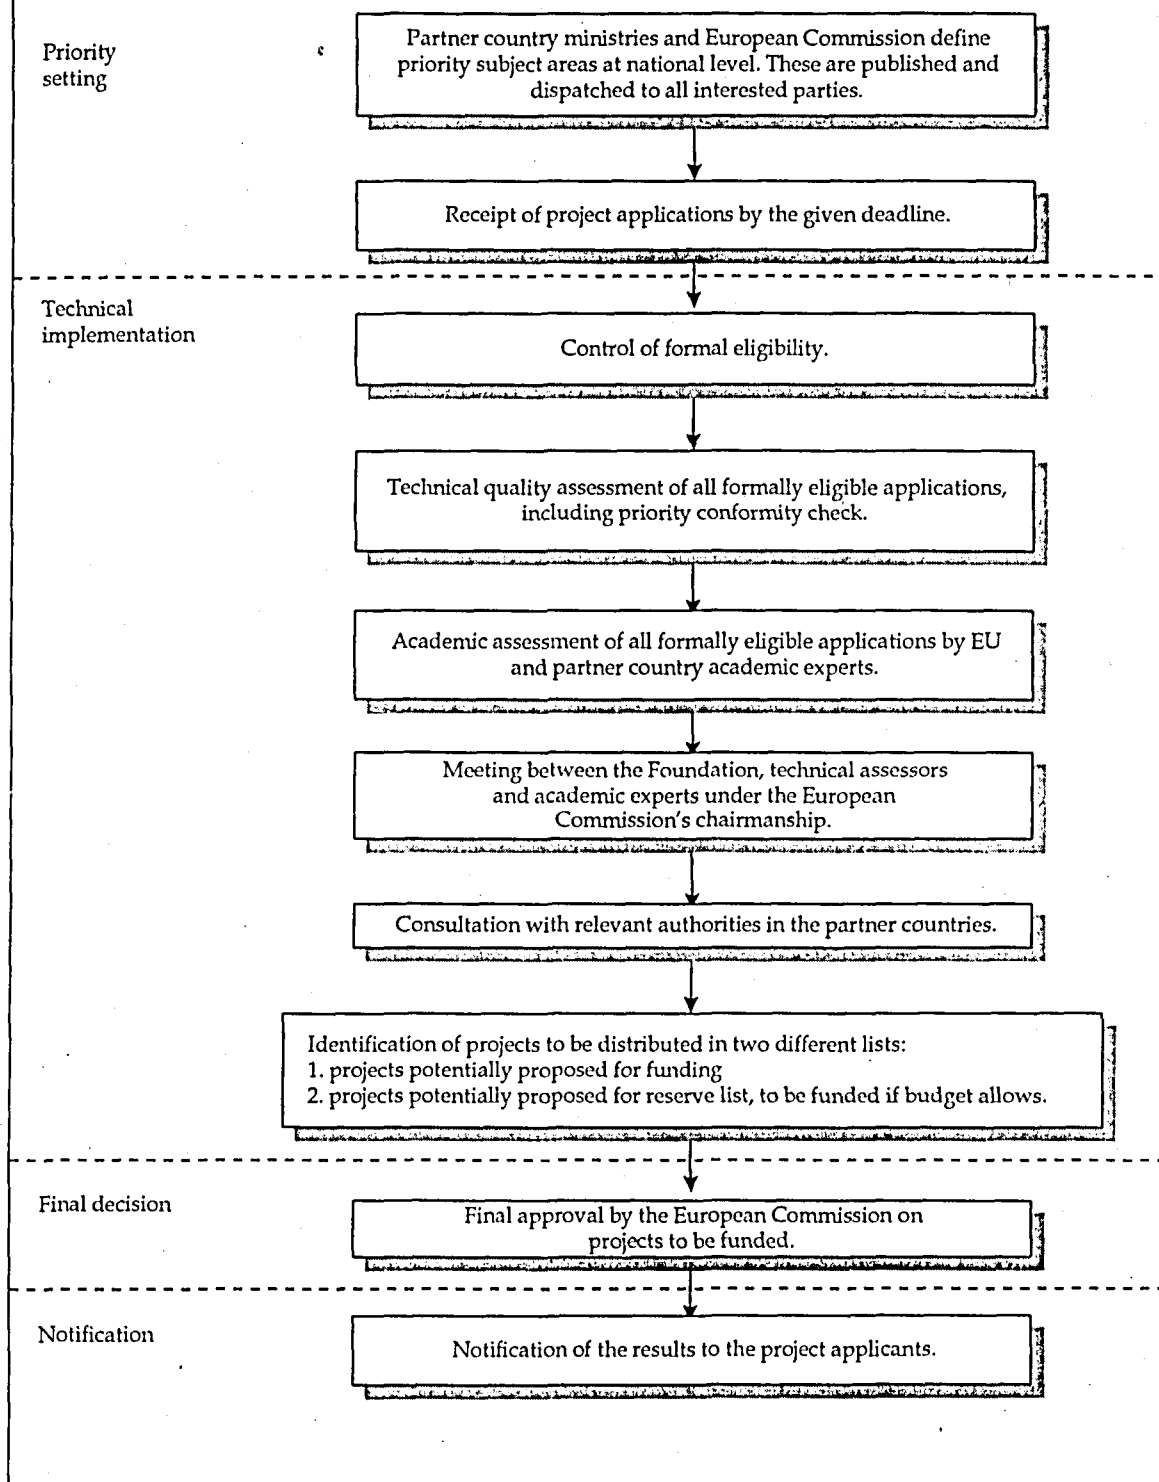 Priority
setting
Partner country ministries and European Commission define
priority subject areas at national level. These are published and
dispatched to all interested parties.
Receipt of project applications by the given deadline.
Technical
implementation
Control of formal eligibility.
Technical quality assessment of all formally eligible applications,
including priority conformity check.
Academic assessment of all formally eligible applications by EU
and partner country academic experts.
Meeting between the Foundation, technical assessors
and academic experts under the European
Commission's chairmanship.
Consultation with relevant authorities in the partner countries.
Identification of projects to be distributed in two different lists:
1. projects potentially proposed for funding
2. projects potentially proposed for reserve list, to be funded if budget allows.
Final decision
Final approval by the European Commission on
projects to be funded.
Notification
Notification of the results to the project applicants.